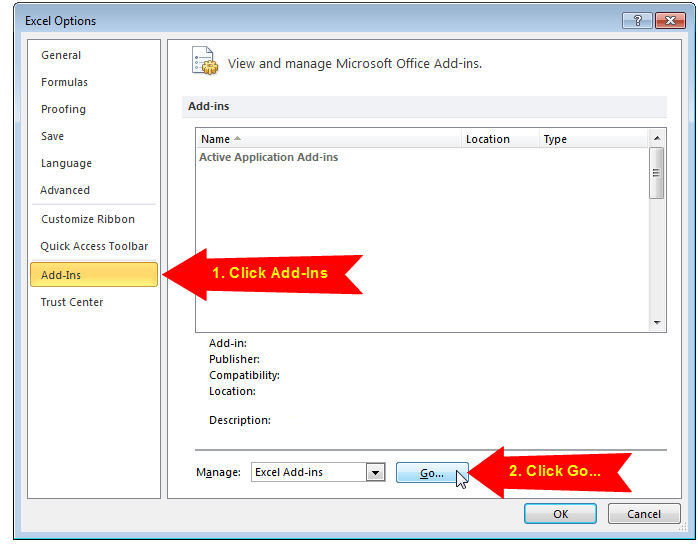 Excel Options
General
Formulas
Proofing
Save
Language
Advanced
Customize Ribbon
Quick Access Toolbar
Add-Ins
Trust Center
View and manage Microsoft Office Add-ins.
Add-ins
Name Location Type
Active Application Add-ins
1. Click Add-Ins
Add-in:
Publisher:
Compatibility:
Location:
Description:
Manage: Excel Add-ins Go...
2. Click Go...
OK Cancel